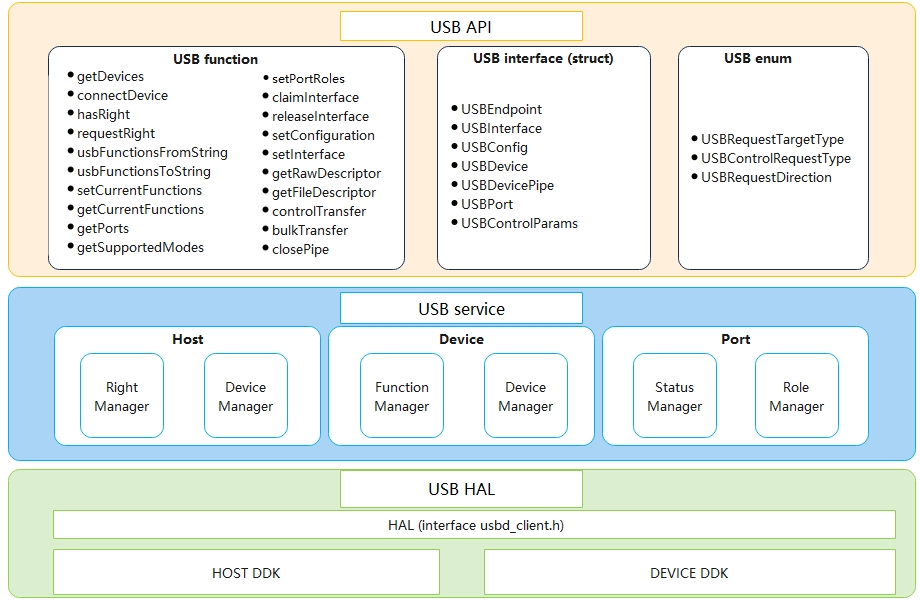 USB API
USB function
• getDevices
• connectDevice
• hasRight
• requestRight
• usbFunctionsFromString
• usbFunctionsToString
• setCurrentFunctions
• getCurrentFunctions
• getPorts
• getSupportedModes
• setPortRoles
• claimInterface
• releaseInterface
• setConfiguration
• setInterface
• getRawDescriptor
• getFileDescriptor
• controlTransfer
• bulkTransfer
• closePipe
USB interface (struct)
• USBEndpoint
• USBInterface
• USBConfig
• USBDevice
• USBDevicePipe
• USBPort
• USBControlParams
USB enum
• USBRequestTargetType
• USBControlRequestType
• USBRequestDirection
USB service
Host
Right
Manager
Device
Manager
Device
Function
Manager
Device
Manager
Port
Status
Manager
Role
Manager
USB HAL
HAL (interface usbd_client.h)
HOST DDK
DEVICE DDK